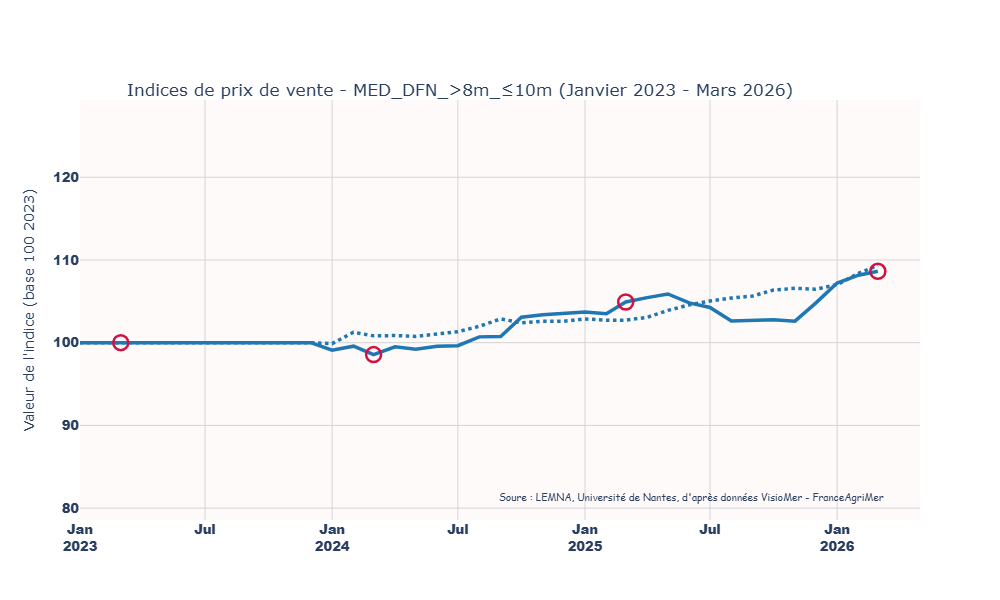 Indices de prix de vente - MED_DFN_>8m_≤10m (Janvier 2023 - Mars 2026)
Valeur de l'indice (base 100 2023)
120
110
100
90
80
Soure : LEMNA, Université de Nantes, d'après données VisioMer - FranceAgriMer
Jan Jul Jan Jul Jan Jul Jan
2023 2024 2025 2026